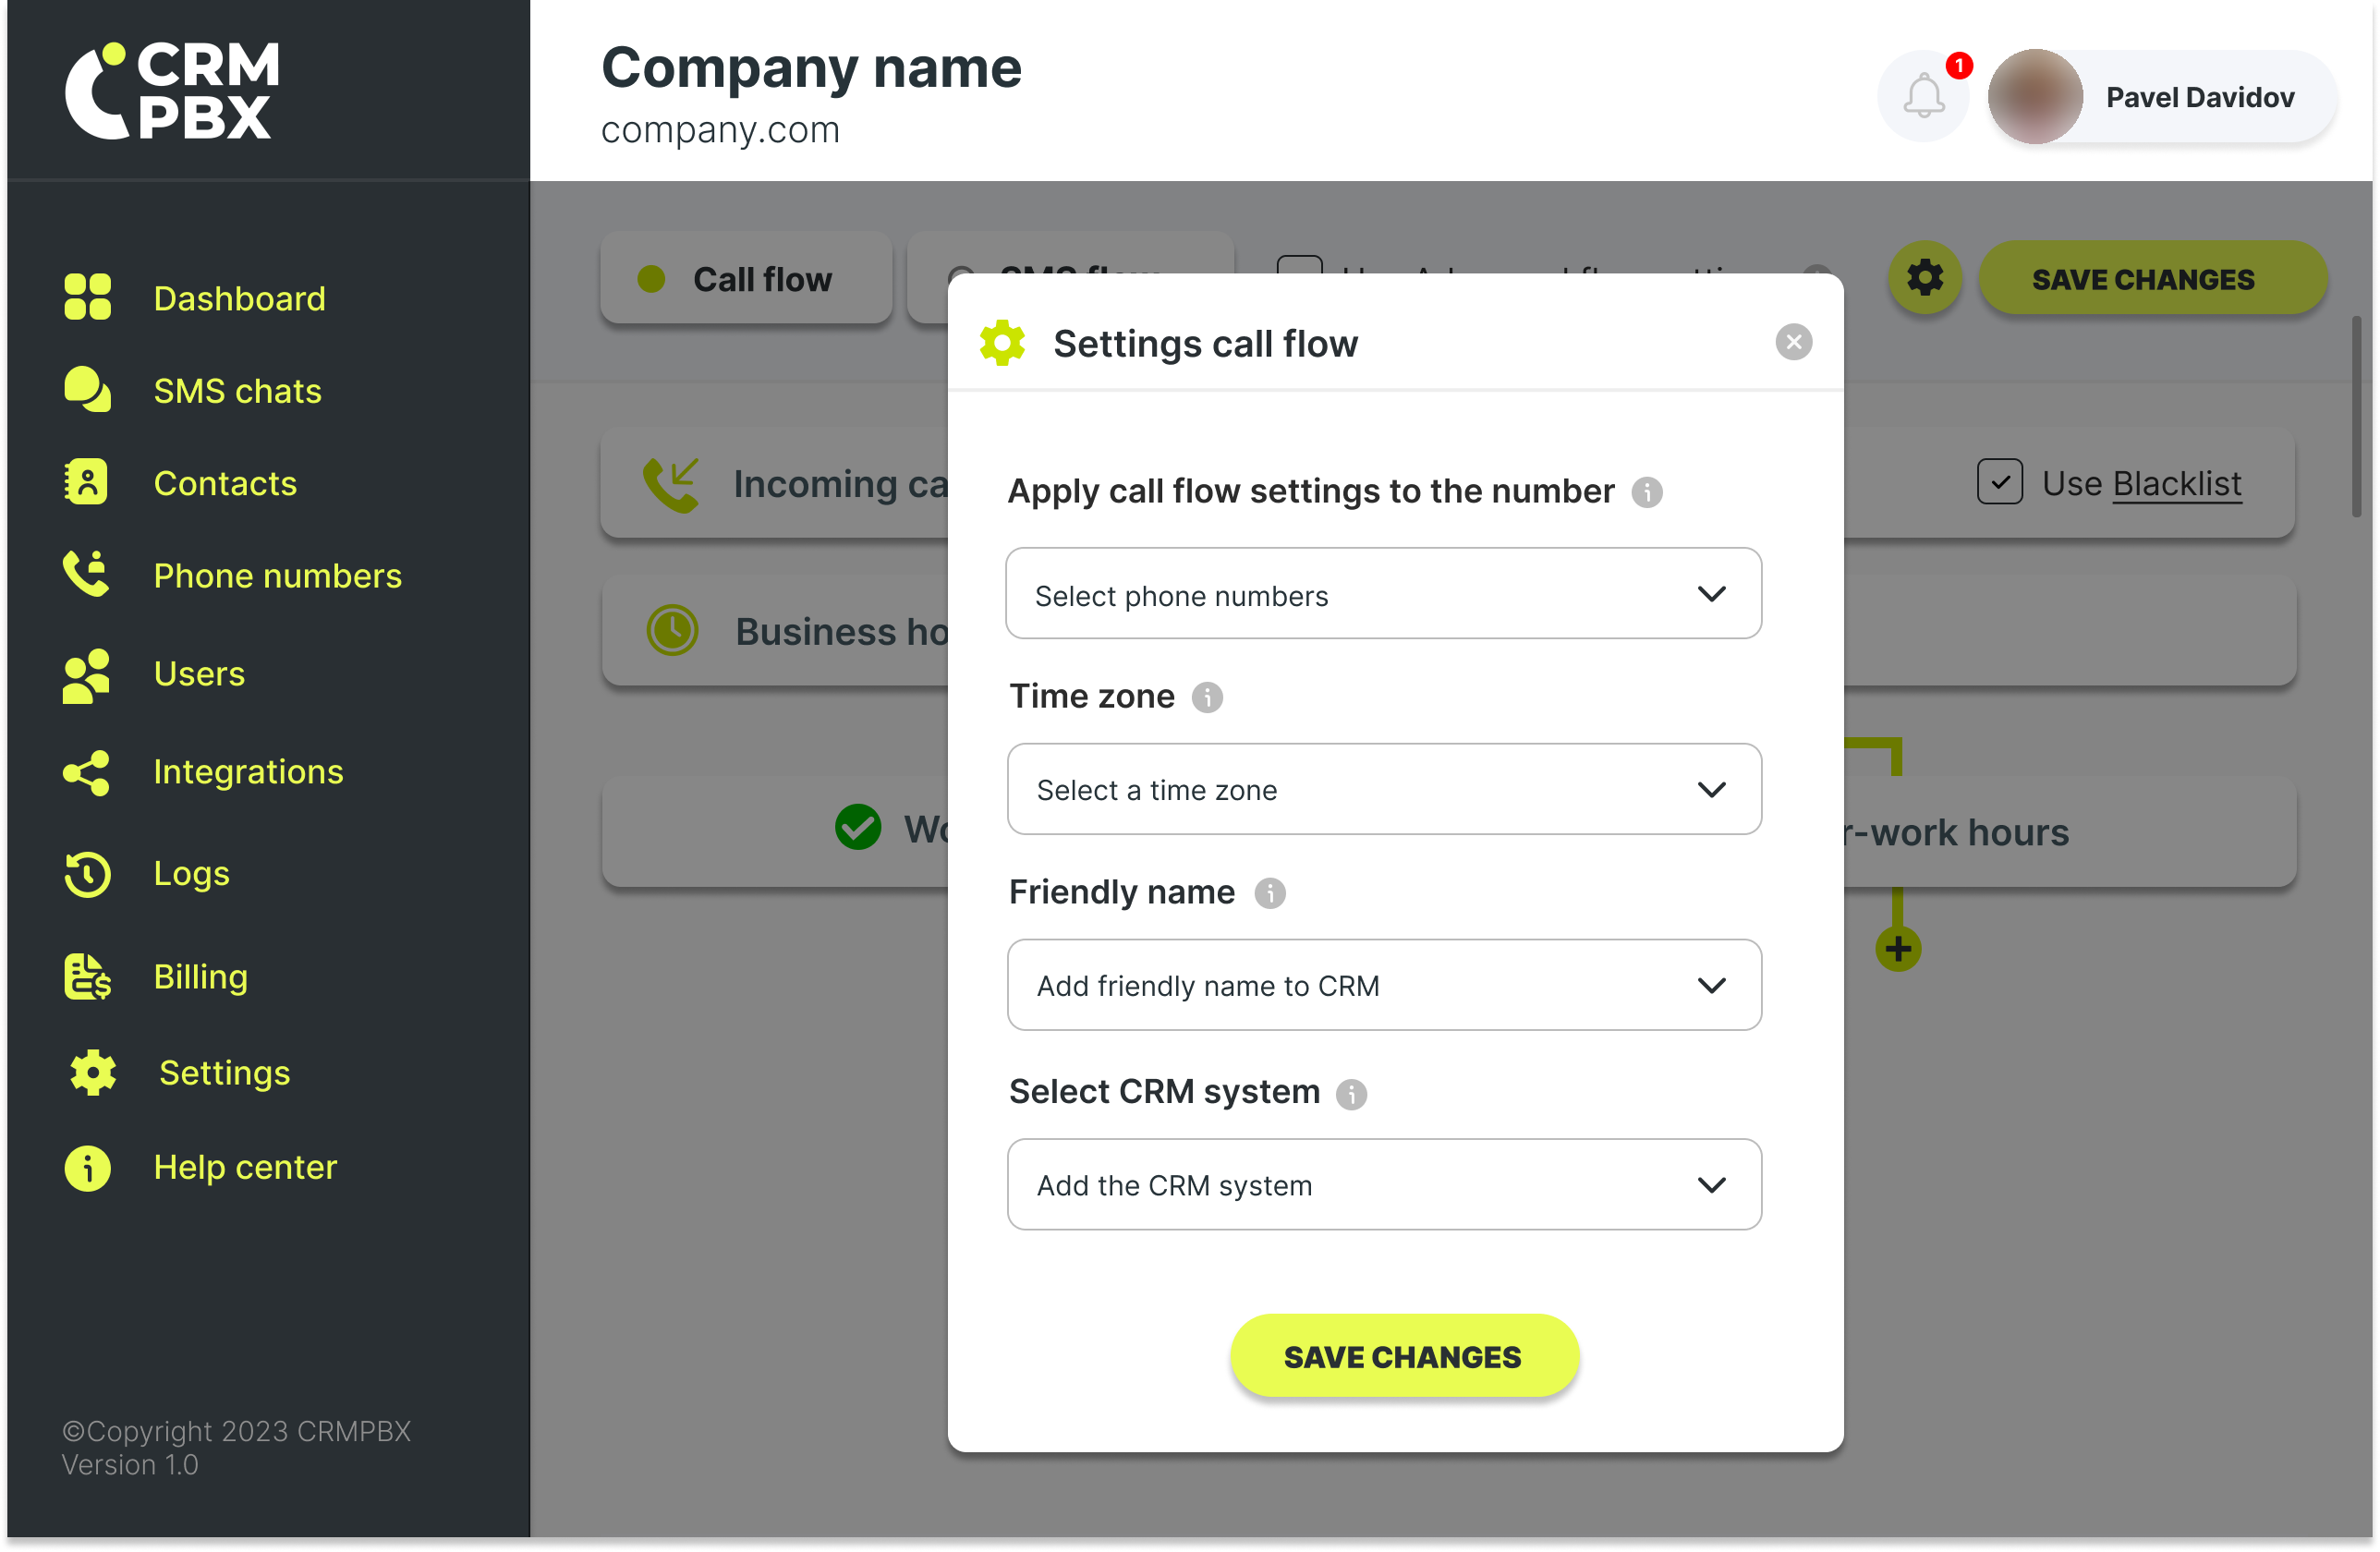 CRM
PBX
Company name
company.com
1
Pavel Davidov
Dashboard
SMS chats
Contacts
Phone numbers
Users
Integrations
Logs
Billing
Settings
Help center
©Copyright 2023 CRMPBX
Version 1.0
Call flow
SAVE CHANGES
Incoming
Use Blacklist
Business
-work hours
Settings call flow
Apply call flow settings to the number
Select phone numbers
Time zone
Select a time zone
Friendly name
Add friendly name to CRM
Select CRM system
Add the CRM system
SAVE CHANGES